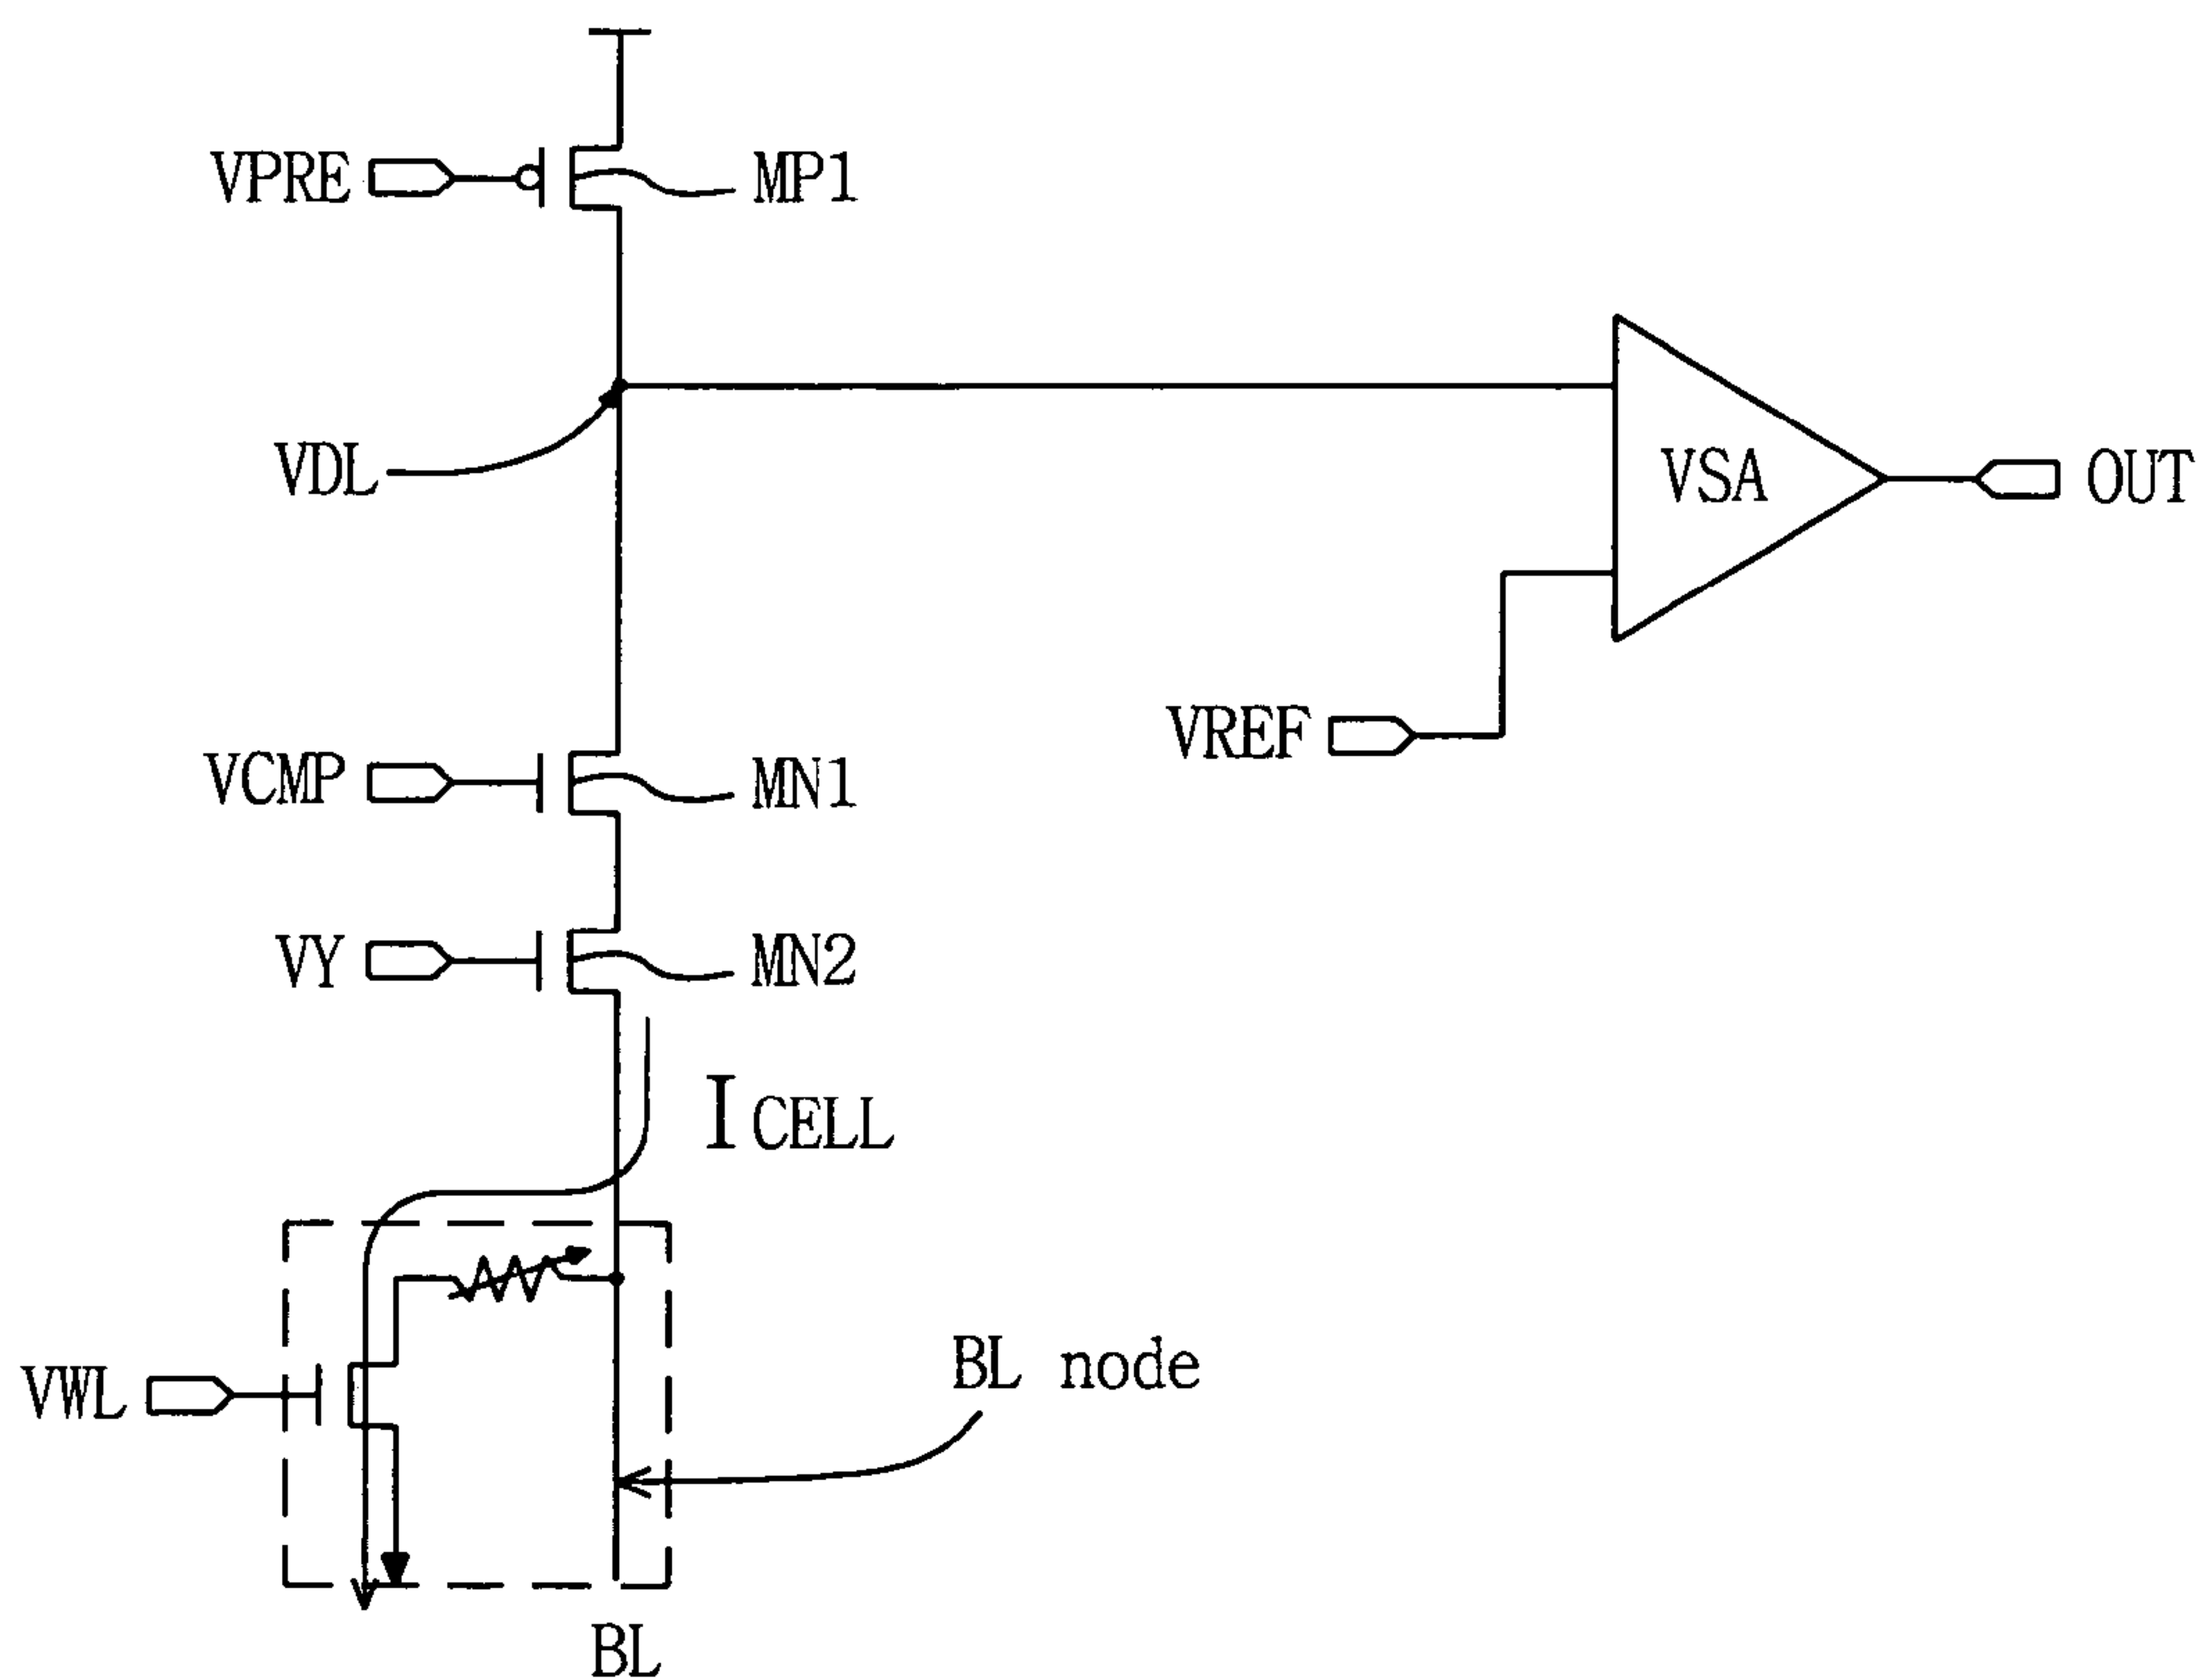 VPRE
MP1
VDL
VSA
OUT
VREF
VCMP
MN1
VY
MN2
ICELL
BL node
VWL
BL